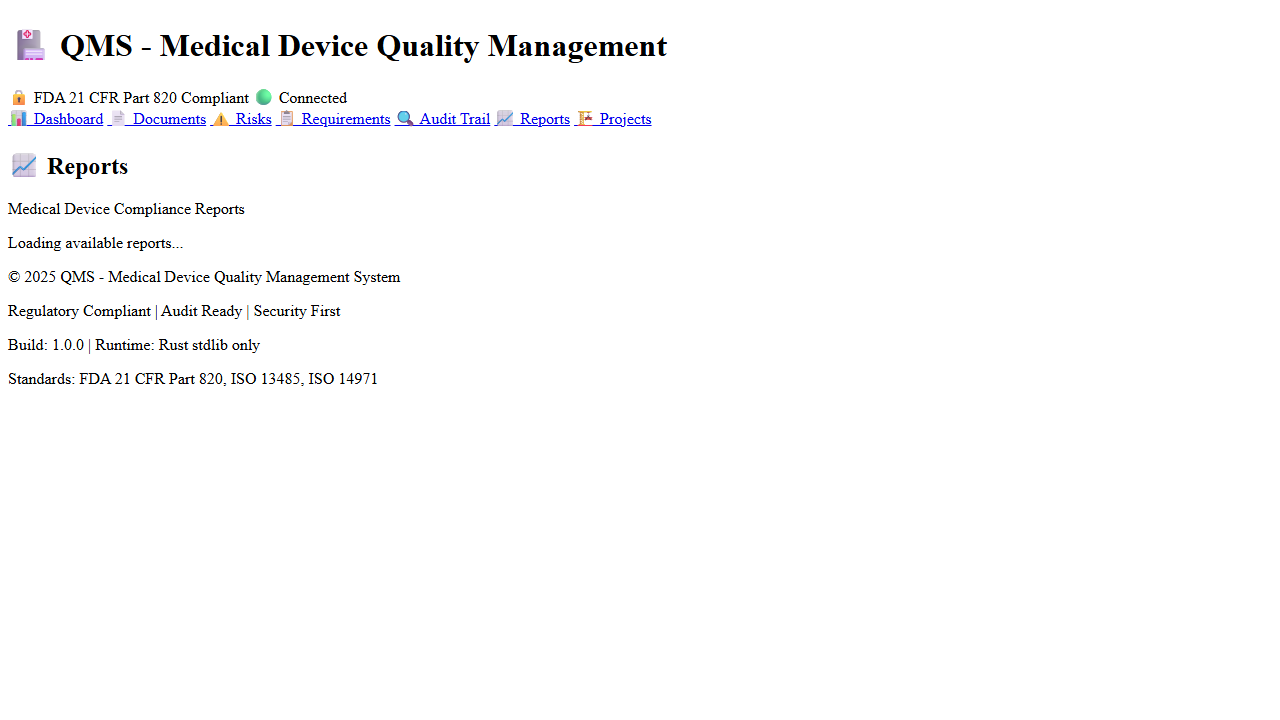 QMS - Medical Device Quality Management
FDA 21 CFR Part 820 Compliant Connected
Dashboard Documents Risks Requirements Audit Trail Reports Projects
Reports
Medical Device Compliance Reports
Loading available reports...
© 2025 QMS - Medical Device Quality Management System
Regulatory Compliant | Audit Ready | Security First
Build: 1.0.0 | Runtime: Rust stdlib only
Standards: FDA 21 CFR Part 820, ISO 13485, ISO 14971